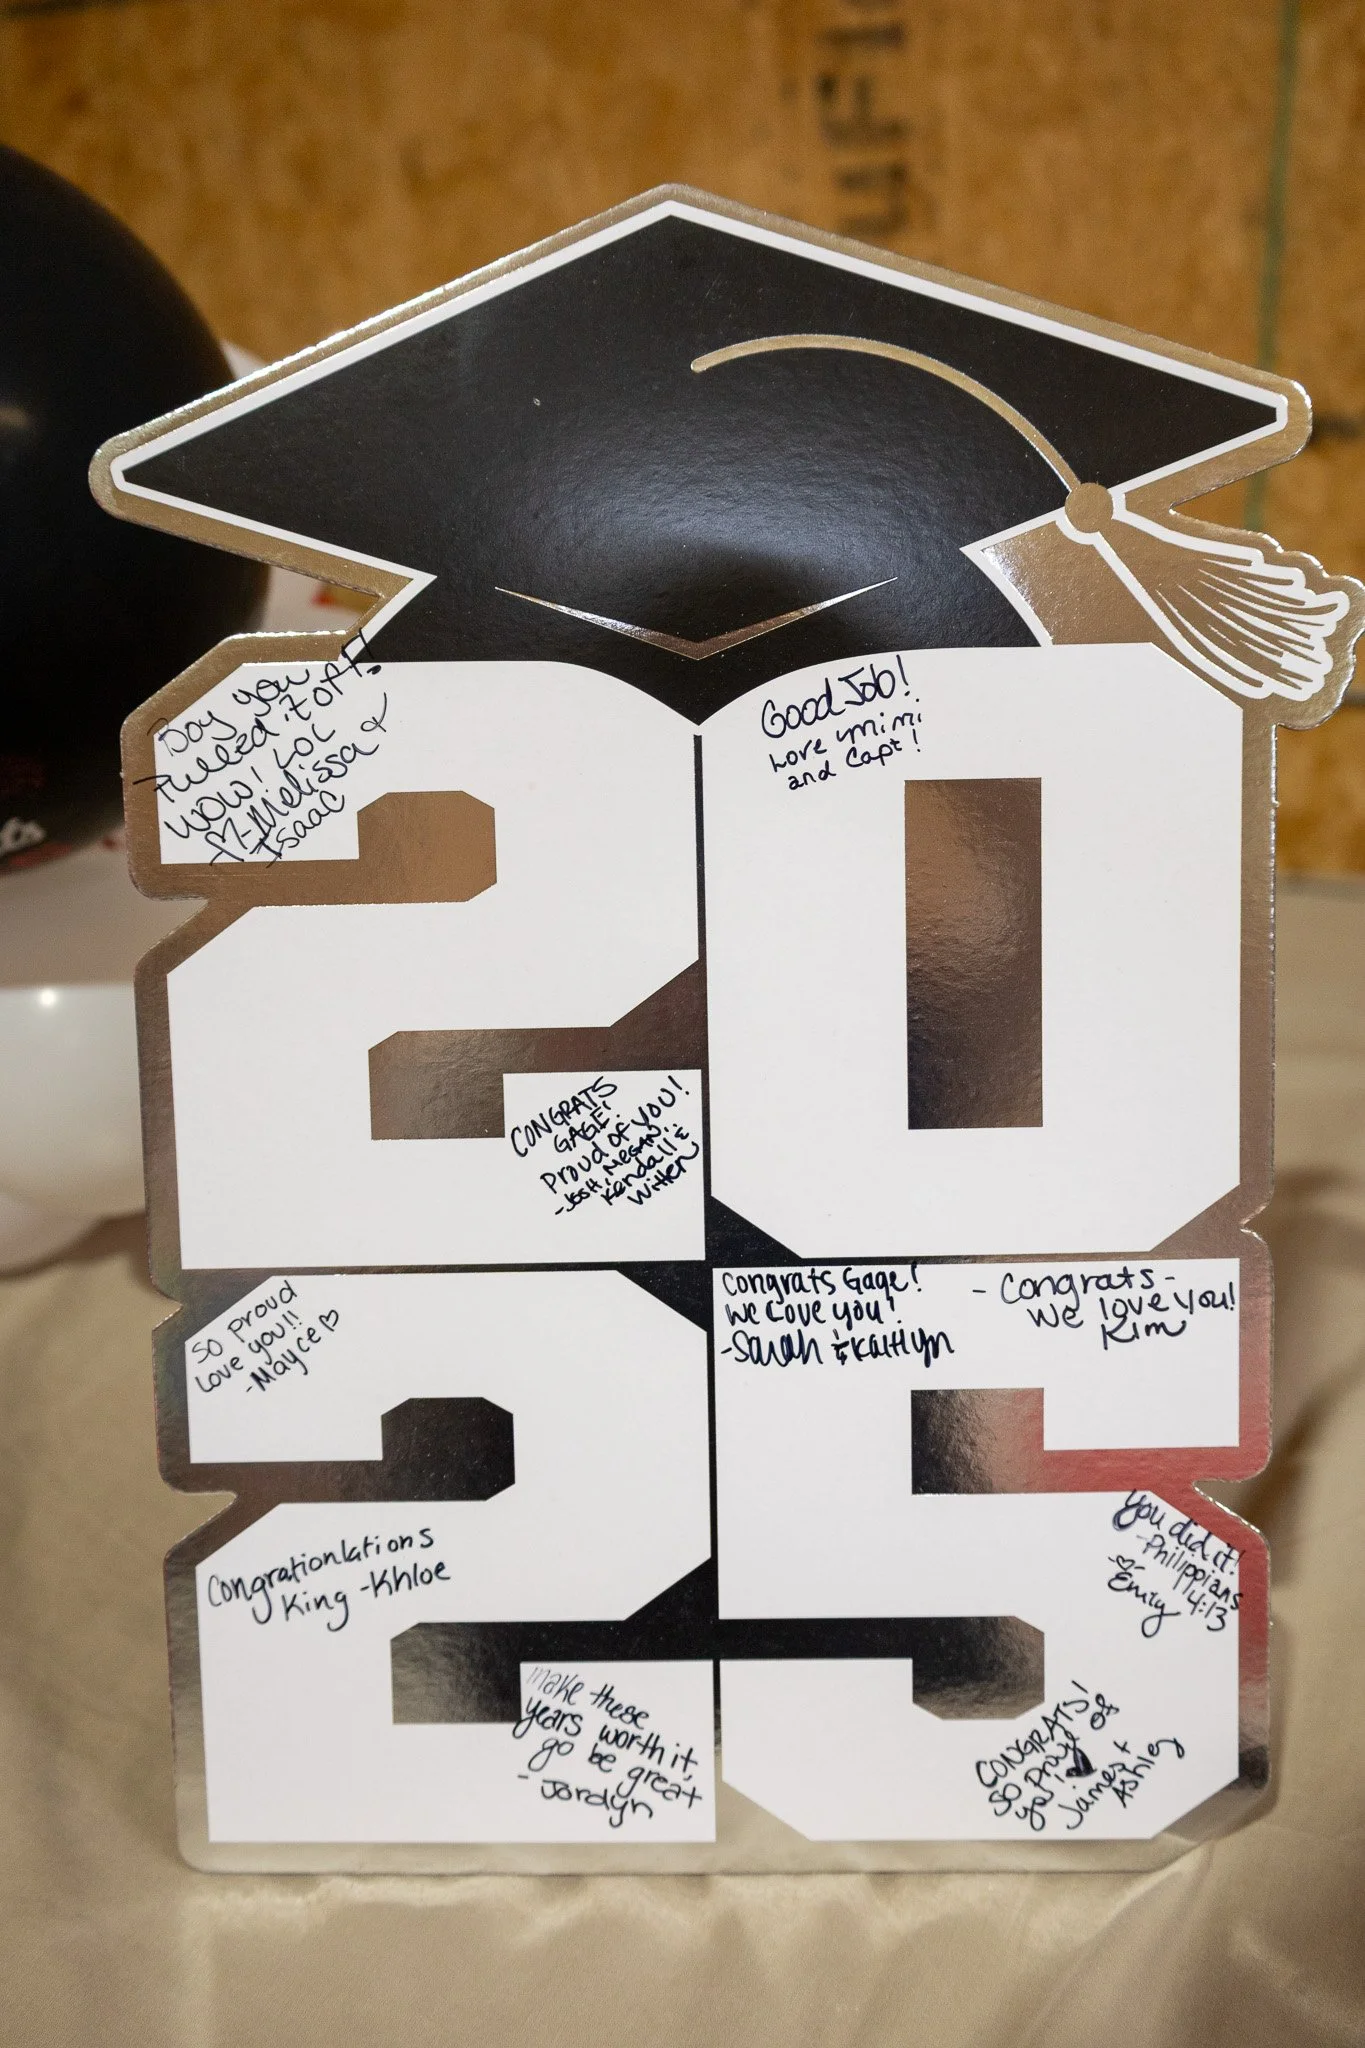 Boy you
Pulled it off!
wow! LOL
♡-Melissa &
Isaac
Good Job!
Love mimi
and Capt!
CONGRATS
GAGE!
Proud of you!
-Josh, Megan,
Kendall &
Witten
So proud
Love you!!
-Mayce ♡
Congrats Gage!
We Love you!
-Sarah & Kaitlyn
- Congrats -
We love you!
Kim
Congrationlations
King -Khloe
You did it!
-Philippians
4:13
♡-
Emily
make these
years worth it,
go be great
- Jordyn
CONGRATS!
So proud of
you!
James +
Ashley
2025